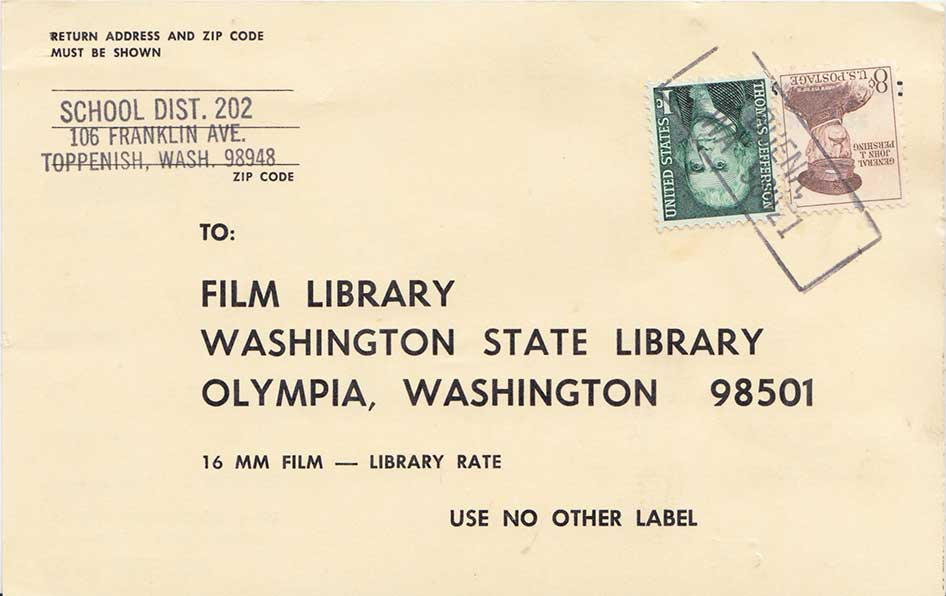 RETURN ADDRESS AND ZIP CODE
MUST BE SHOWN
SCHOOL DIST. 202
106 FRANKLIN AVE.
TOPPENISH, WASH. 98948
ZIP CODE
1¢
UNITED STATES
THOMAS JEFFERSON
8¢
U.S. POSTAGE
GENERAL
JOHN J.
PERSHING
TO:
FILM LIBRARY
WASHINGTON STATE LIBRARY
OLYMPIA, WASHINGTON 98501
16 MM FILM — LIBRARY RATE
USE NO OTHER LABEL